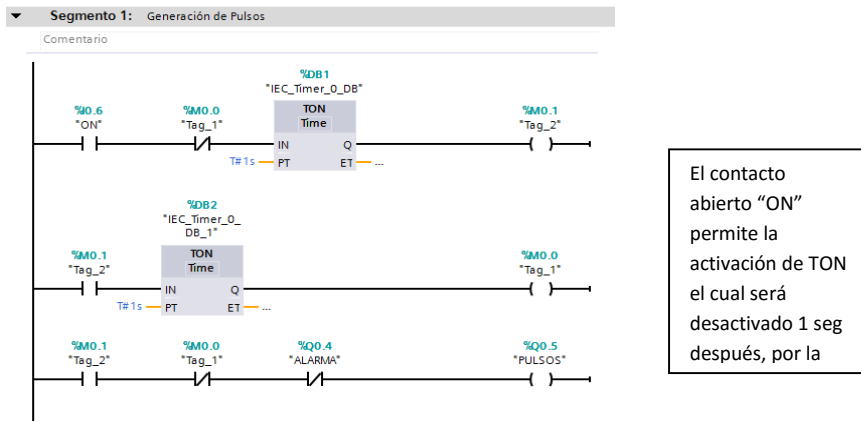 Segmento 1: Generación de Pulsos
Comentario
%DB1
"IEC_Timer_0_DB"
%I0.6 %M0.0 TON %M0.1
"ON" "Tag_1" Time "Tag_2"
IN Q
T#1s PT ET ...
%DB2
"IEC_Timer_0_
DB_1"
%M0.1 TON %M0.0
"Tag_2" Time "Tag_1"
IN Q
T#1s PT ET ...
%M0.1 %M0.0 %Q0.4 %Q0.5
"Tag_2" "Tag_1" "ALARMA" "PULSOS"
El contacto
abierto “ON”
permite la
activación de TON
el cual será
desactivado 1 seg
después, por la